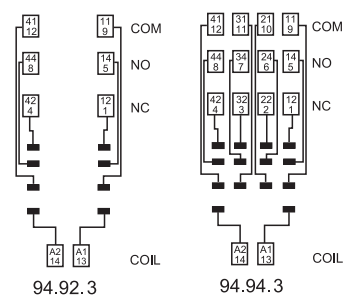 41 11 COM
12 9
44 14 NO
8 5
42 12 NC
4 1
A2 A1 COIL
14 13
94.92.3
41 31 21 11 COM
12 11 10 9
44 34 24 14 NO
8 7 6 5
42 32 22 12 NC
4 3 2 1
A2 A1 COIL
14 13
94.94.3